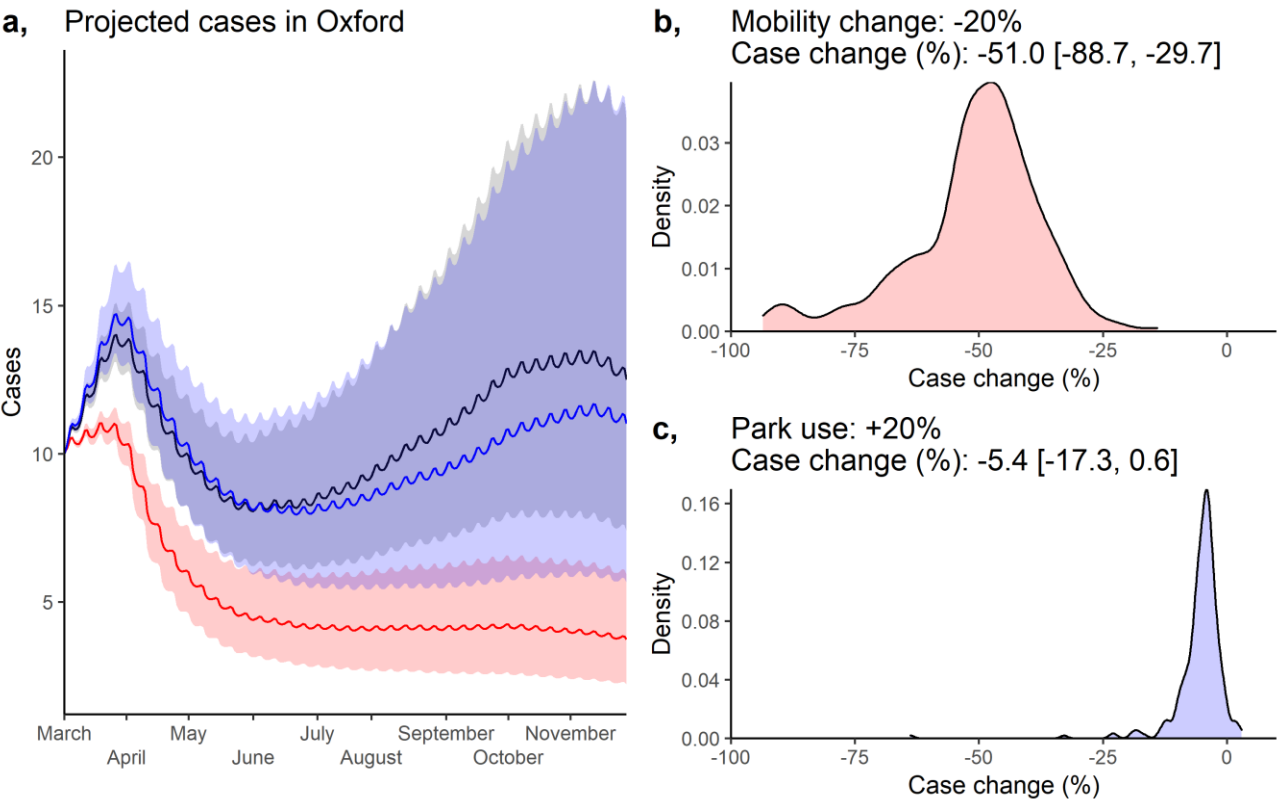 a, Projected cases in Oxford
Cases
20
15
10
5
March
May
July
September
November
April
June
August
October
b, Mobility change: -20%
Case change (%): -51.0 [-88.7, -29.7]
Density
0.03
0.02
0.01
0.00
-100 -75 -50 -25 0
Case change (%)
c, Park use: +20%
Case change (%): -5.4 [-17.3, 0.6]
Density
0.16
0.12
0.08
0.04
0.00
-100 -75 -50 -25 0
Case change (%)